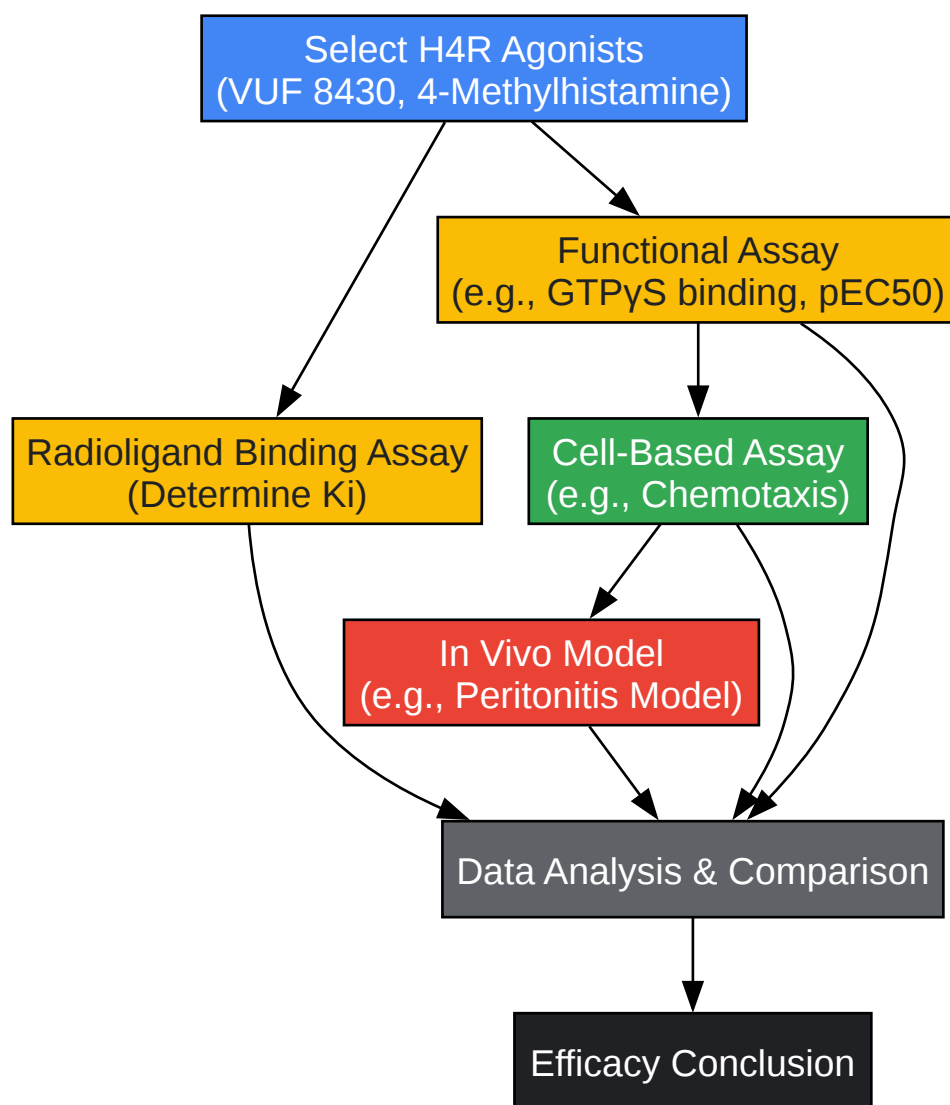 Select H4R Agonists
(VUF 8430, 4-Methylhistamine)
Functional Assay
(e.g., GTPγS binding, pEC50)
Radioligand Binding Assay
(Determine Ki)
Cell-Based Assay
(e.g., Chemotaxis)
In Vivo Model
(e.g., Peritonitis Model)
Data Analysis & Comparison
Efficacy Conclusion